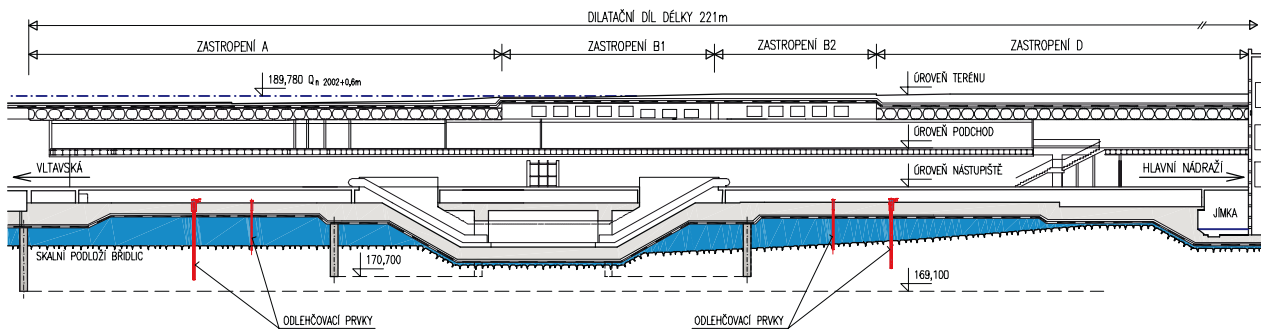 DILATAČNÍ DÍL DÉLKY 221m
ZASTROPENÍ A
ZASTROPENÍ B1
ZASTROPENÍ B2
ZASTROPENÍ D
189,780 Qn 2002+0,6m
ÚROVEŇ TERÉNU
ÚROVEŇ PODCHOD
VLTAVSKÁ
ÚROVEŇ NÁSTUPIŠTĚ
HLAVNÍ NÁDRAŽÍ
JÍMKA
SKALNÍ PODLOŽÍ BŘIDLIC
170,700
169,100
ODLEHČOVACÍ PRVKY
ODLEHČOVACÍ PRVKY